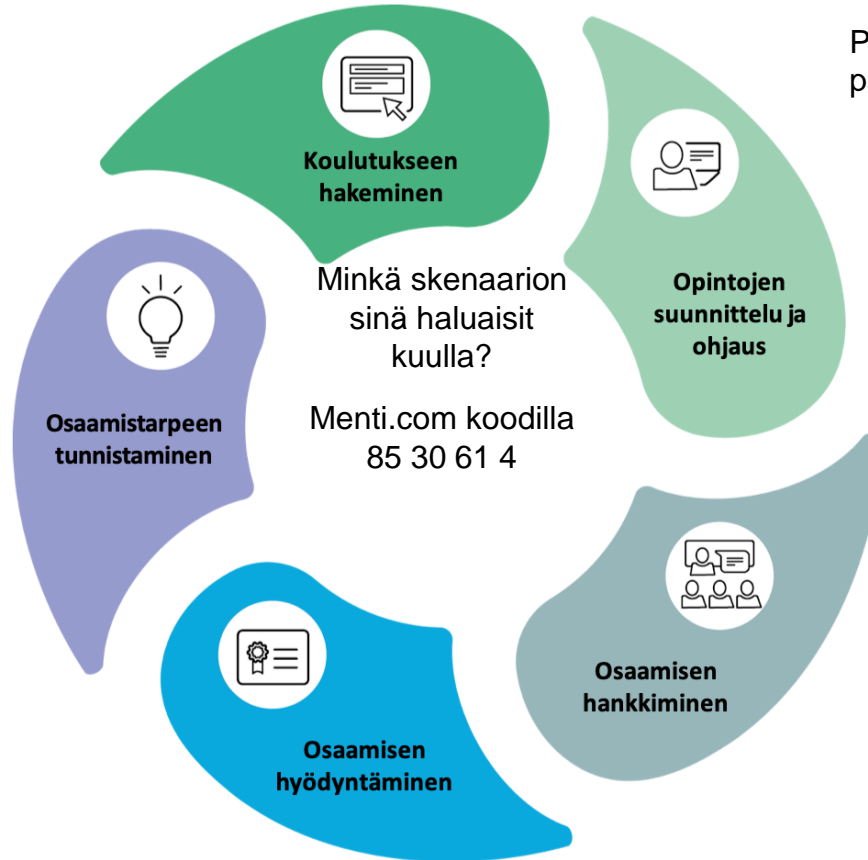 Koulutukseen
hakeminen
Opintojen
suunnittelu ja
ohjaus
Osaamisen
hankkiminen
Osaamisen
hyödyntäminen
Osaamistarpeen
tunnistaminen
Minkä skenaarion
sinä haluaisit
kuulla?
Menti.com koodilla
85 30 61 4